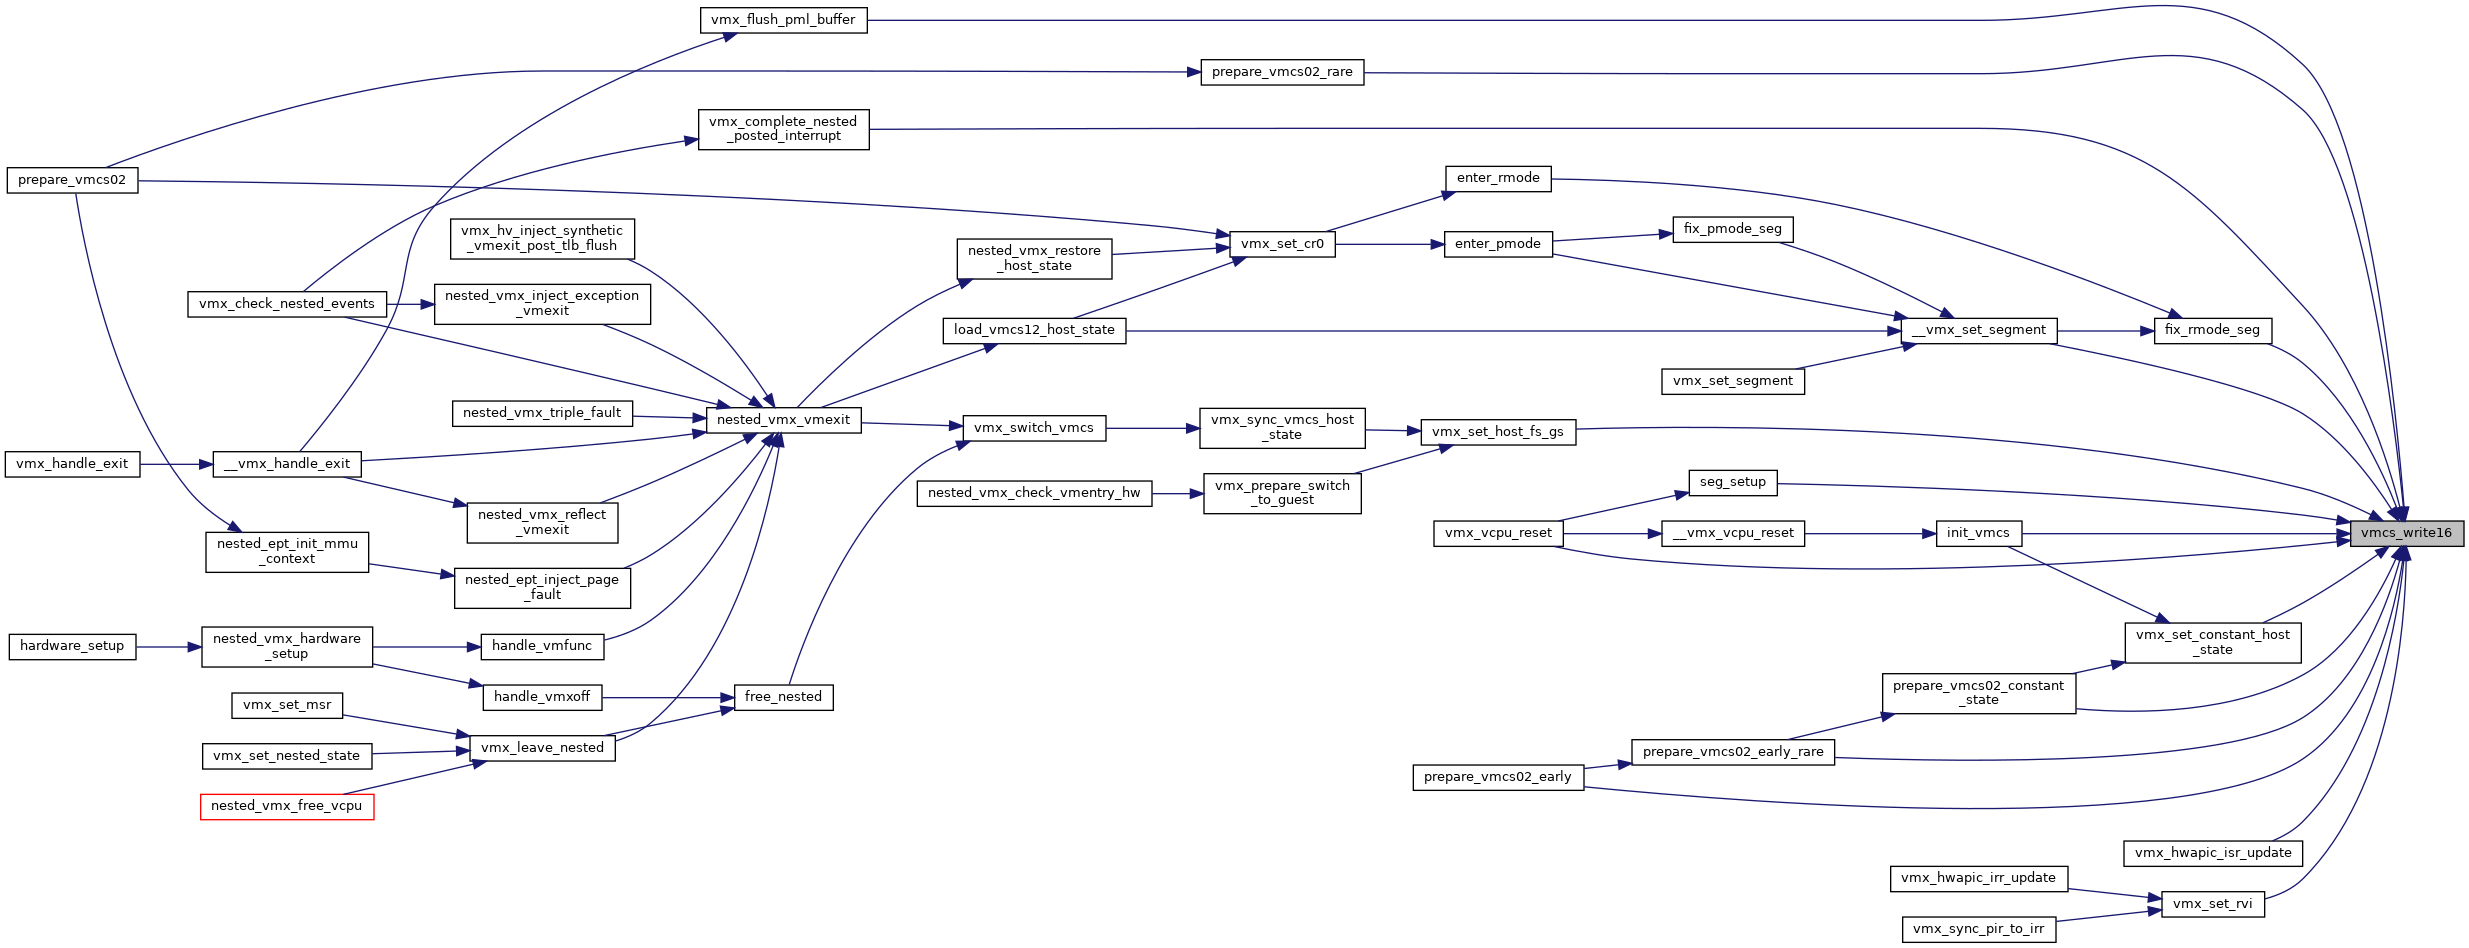 vmx_flush_pml_buffer
prepare_vmcs02_rare
vmx_complete_nested
_posted_interrupt
prepare_vmcs02
enter_rmode
vmx_hv_inject_synthetic
_vmexit_post_tlb_flush
nested_vmx_restore
_host_state
vmx_set_cr0
enter_pmode
fix_pmode_seg
vmx_check_nested_events
nested_vmx_inject_exception
_vmexit
load_vmcs12_host_state
__vmx_set_segment
fix_rmode_seg
vmx_set_segment
nested_vmx_triple_fault
nested_vmx_vmexit
vmx_switch_vmcs
vmx_sync_vmcs_host
_state
vmx_set_host_fs_gs
vmx_handle_exit
__vmx_handle_exit
nested_vmx_check_vmentry_hw
vmx_prepare_switch
_to_guest
seg_setup
nested_vmx_reflect
_vmexit
vmx_vcpu_reset
__vmx_vcpu_reset
init_vmcs
vmcs_write16
nested_ept_init_mmu
_context
nested_ept_inject_page
_fault
hardware_setup
nested_vmx_hardware
_setup
handle_vmfunc
vmx_set_constant_host
_state
vmx_set_msr
handle_vmxoff
free_nested
prepare_vmcs02_constant
_state
vmx_set_nested_state
vmx_leave_nested
prepare_vmcs02_early_rare
prepare_vmcs02_early
nested_vmx_free_vcpu
vmx_hwapic_isr_update
vmx_hwapic_irr_update
vmx_set_rvi
vmx_sync_pir_to_irr